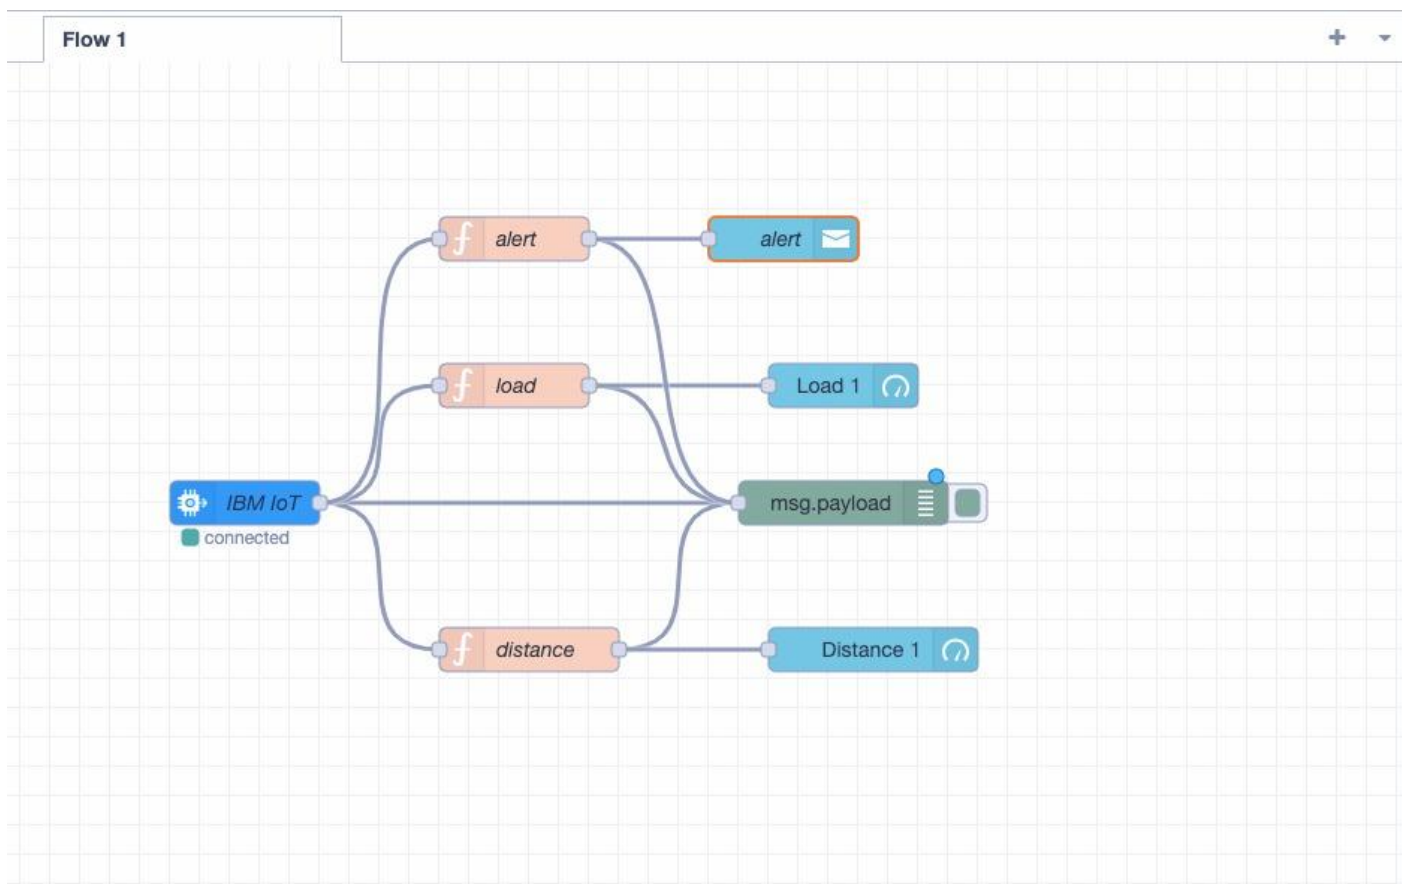 Flow 1
alert
alert
load
Load 1
IBM IoT
msg.payload
connected
distance
Distance 1